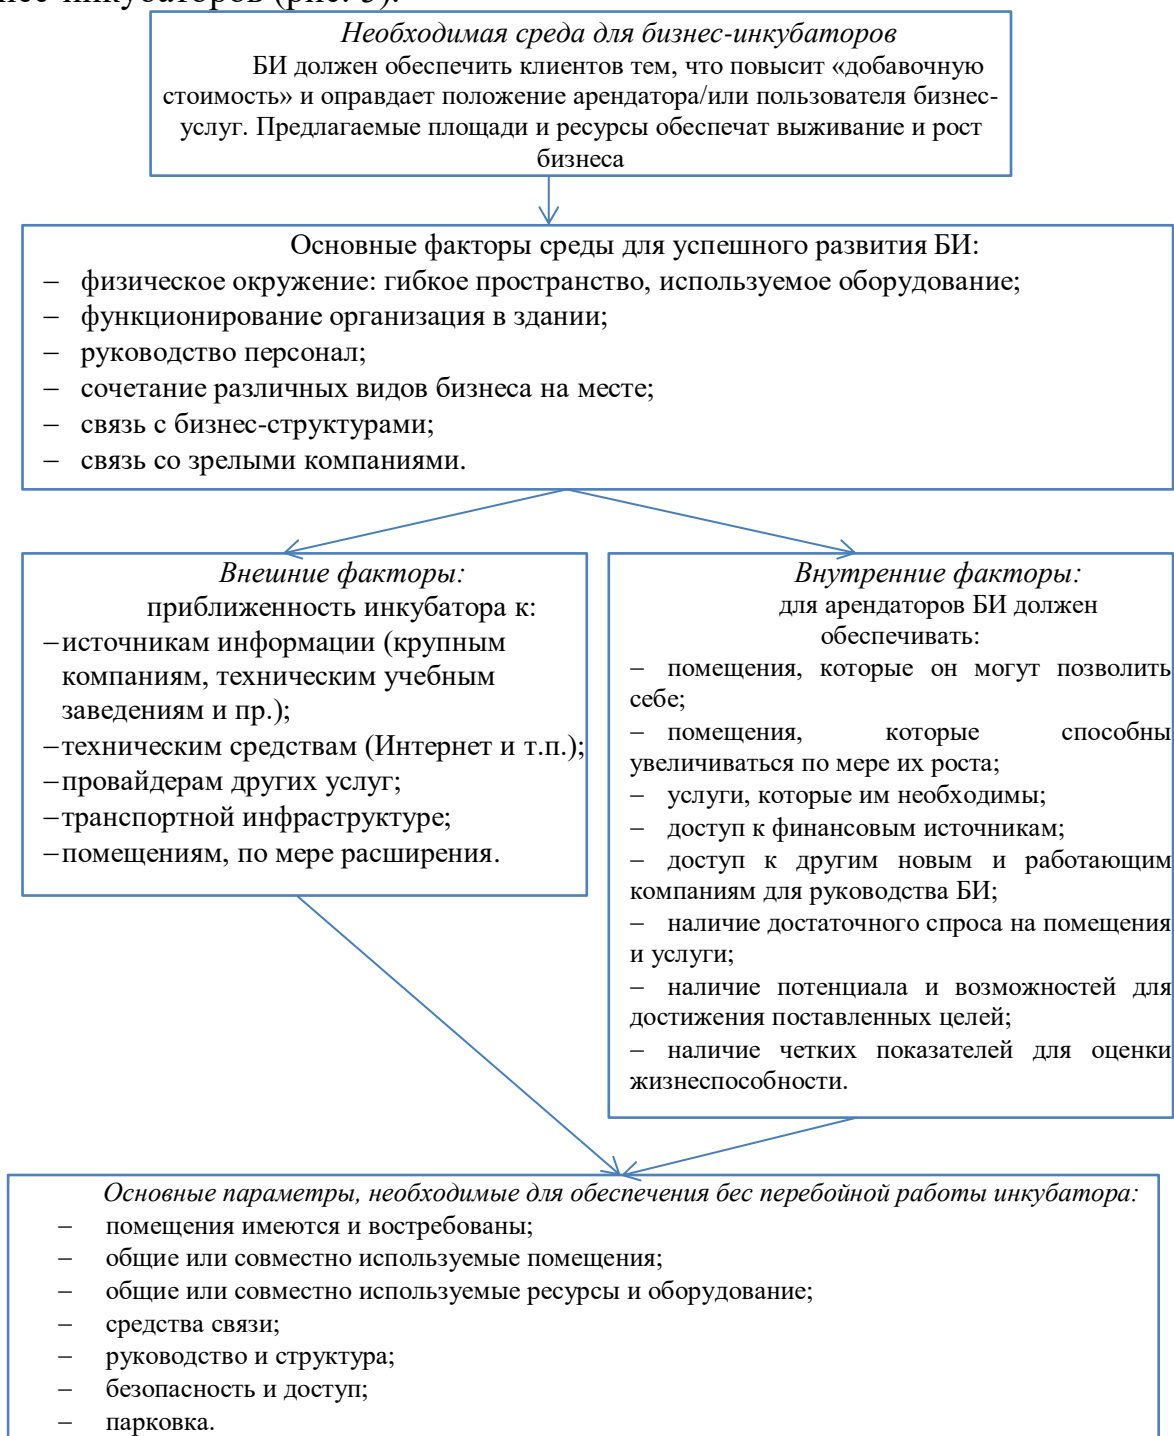 бизнес-инкубаторов (рис. 3).
Необходимая среда для бизнес-инкубаторов
БИ должен обеспечить клиентов тем, что повысит «добавочную
стоимость» и оправдает положение арендатора/или пользователя бизнес-
услуг. Предлагаемые площади и ресурсы обеспечат выживание и рост
бизнеса
Основные факторы среды для успешного развития БИ:
– физическое окружение: гибкое пространство, используемое оборудование;
– функционирование организация в здании;
– руководство персонал;
– сочетание различных видов бизнеса на месте;
– связь с бизнес-структурами;
– связь со зрелыми компаниями.
Внешние факторы:
приближенность инкубатора к:
–источникам информации (крупным
компаниям, техническим учебным
заведениям и пр.);
–техническим средствам (Интернет и т.п.);
–провайдерам других услуг;
–транспортной инфраструктуре;
–помещениям, по мере расширения.
Внутренние факторы:
для арендаторов БИ должен
обеспечивать:
– помещения, которые он могут позволить
себе;
– помещения, которые способны
увеличиваться по мере их роста;
– услуги, которые им необходимы;
– доступ к финансовым источникам;
– доступ к другим новым и работающим
компаниям для руководства БИ;
– наличие достаточного спроса на помещения
и услуги;
– наличие потенциала и возможностей для
достижения поставленных целей;
– наличие четких показателей для оценки
жизнеспособности.
Основные параметры, необходимые для обеспечения бес перебойной работы инкубатора:
– помещения имеются и востребованы;
– общие или совместно используемые помещения;
– общие или совместно используемые ресурсы и оборудование;
– средства связи;
– руководство и структура;
– безопасность и доступ;
– парковка.